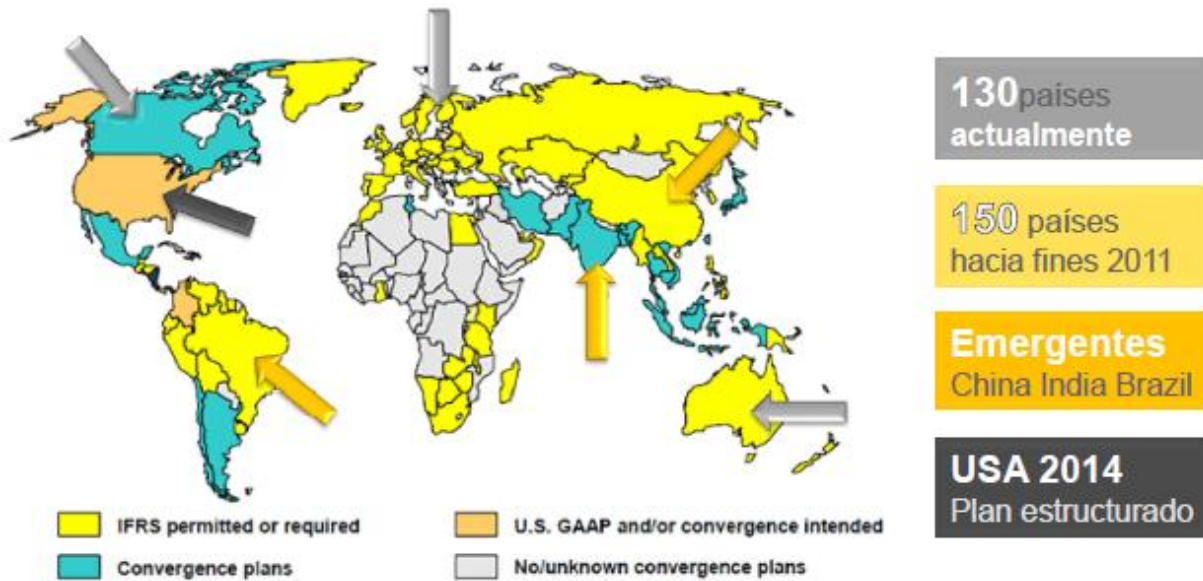 130países
actualmente
150 países
hacia fines 2011
Emergentes
China India Brazil
USA 2014
Plan estructurado
IFRS permitted or required
U.S. GAAP and/or convergence intended
Convergence plans
No/unknown convergence plans